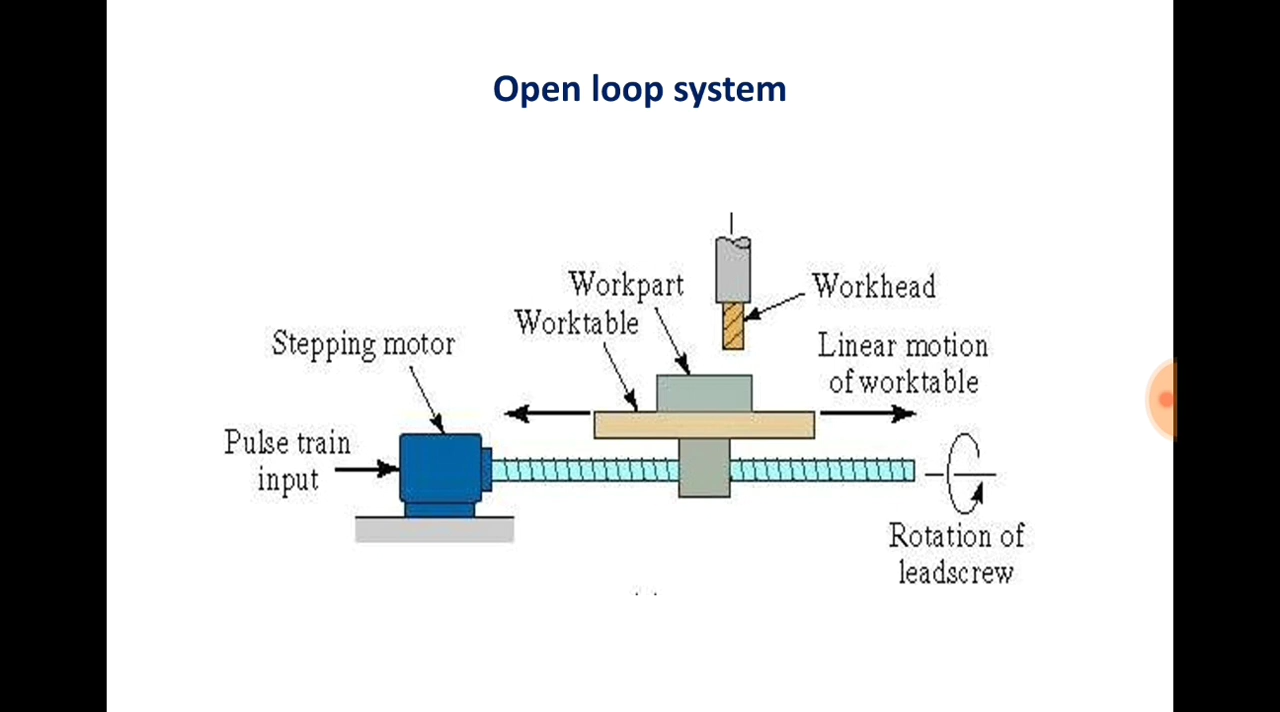 Open loop system
Workpart
Workhead
Worktable
Stepping motor
Linear motion
of worktable
Pulse train
input
Rotation of
leadscrew